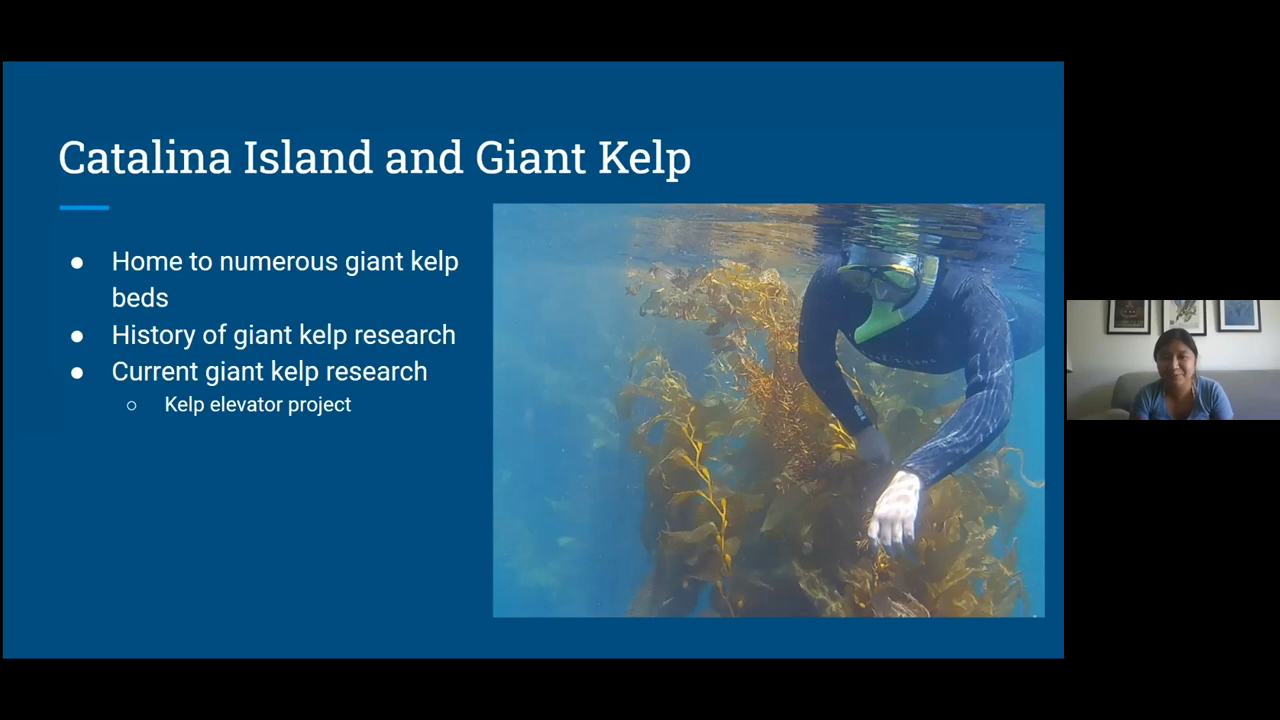 Catalina Island and Giant Kelp
● Home to numerous giant kelp
beds
● History of giant kelp research
● Current giant kelp research
○ Kelp elevator project